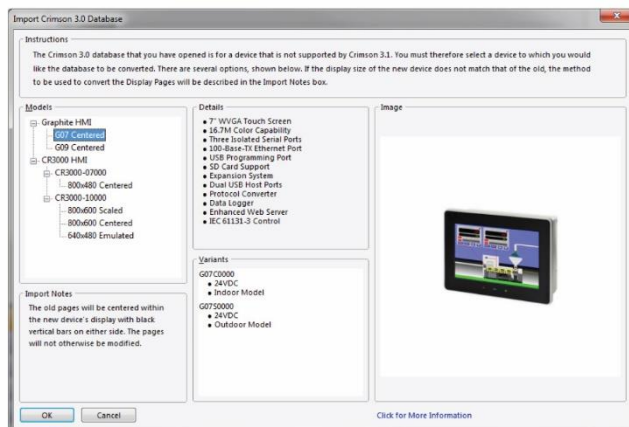 Import Crimson 3.0 Database
Instructions
The Crimson 3.0 database that you have opened is for a device that is not supported by Crimson 3.1. You must therefore select a device to which you would
like the database to be converted. There are several options, shown below. If the display size of the new device does not match that of the old, the method
to be used to convert the Display Pages will be described in the Import Notes box.
Models
Graphite HMI
G07 Centered
G09 Centered
CR3000 HMI
CR3000-07000
800x480 Centered
CR3000-10000
800x600 Scaled
800x600 Centered
640x480 Emulated
Import Notes
The old pages will be centered within
the new device's display with black
vertical bars on either side. The pages
will not otherwise be modified.
Details
• 7" WVGA Touch Screen
• 16.7M Color Capability
• Three Isolated Serial Ports
• 100-Base-TX Ethernet Port
• USB Programming Port
• SD Card Support
• Expansion System
• Dual USB Host Ports
• Protocol Converter
• Data Logger
• Enhanced Web Server
• IEC 61131-3 Control
Variants
G07C0000
• 24VDC
• Indoor Model
G07S0000
• 24VDC
• Outdoor Model
Image
OK
Cancel
Click for More Information